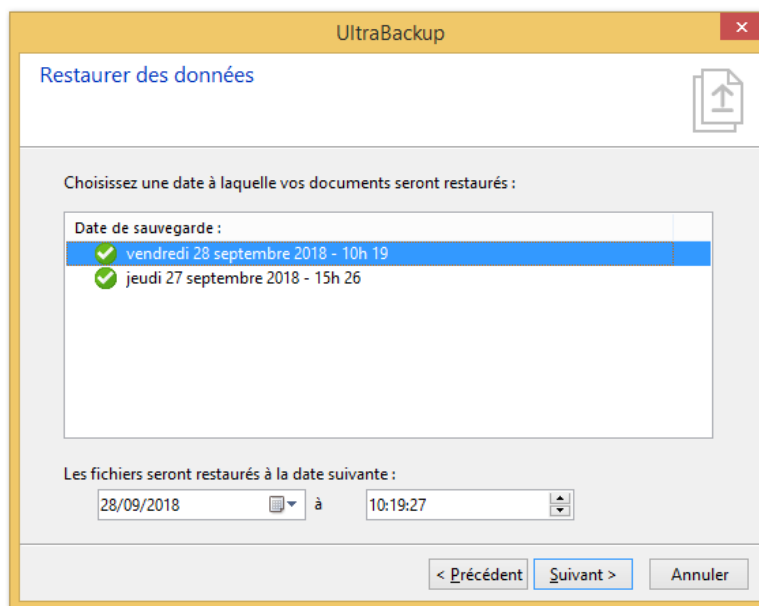 UltraBackup
Restaurer des données
Choisissez une date à laquelle vos documents seront restaurés :
Date de sauvegarde :
vendredi 28 septembre 2018 - 10h 19
jeudi 27 septembre 2018 - 15h 26
Les fichiers seront restaurés à la date suivante :
28/09/2018 à 10:19:27
< Précédent Suivant > Annuler